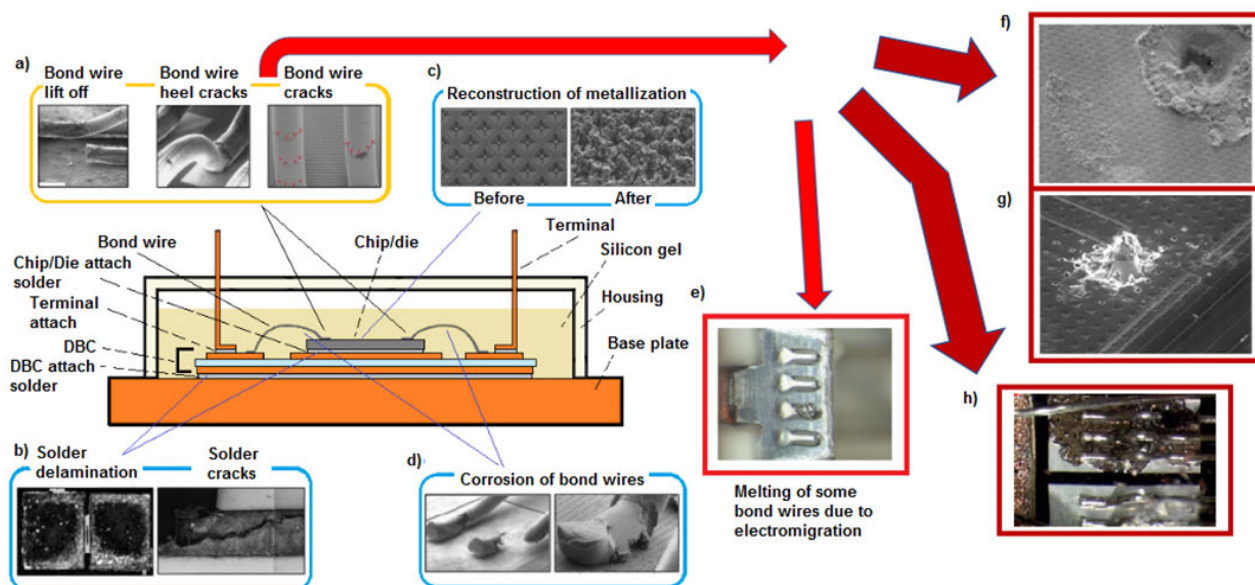 a)
Bond wire
lift off
Bond wire
heel cracks
Bond wire
cracks
c)
Reconstruction of metallization
Before
After
f)
g)
Bond wire
Chip/Die attach
solder
Terminal
attach
DBC
DBC attach
solder
Chip/die
Terminal
Silicon gel
Housing
Base plate
e)
Melting of some
bond wires due to
electromigration
h)
b)
Solder
delamination
Solder
cracks
d)
Corrosion of bond wires